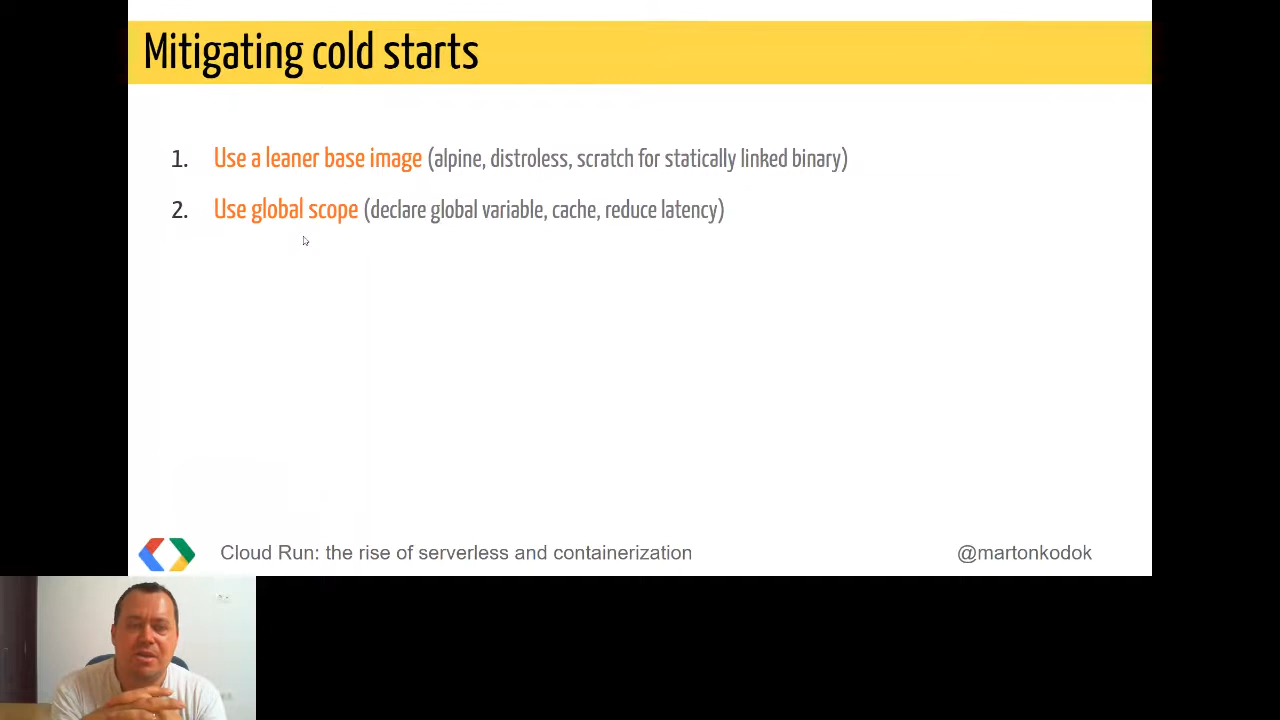 Mitigating cold starts
1. Use a leaner base image (alpine, distroless, scratch for statically linked binary)
2. Use global scope (declare global variable, cache, reduce latency)
Cloud Run: the rise of serverless and containerization
@martonkodok